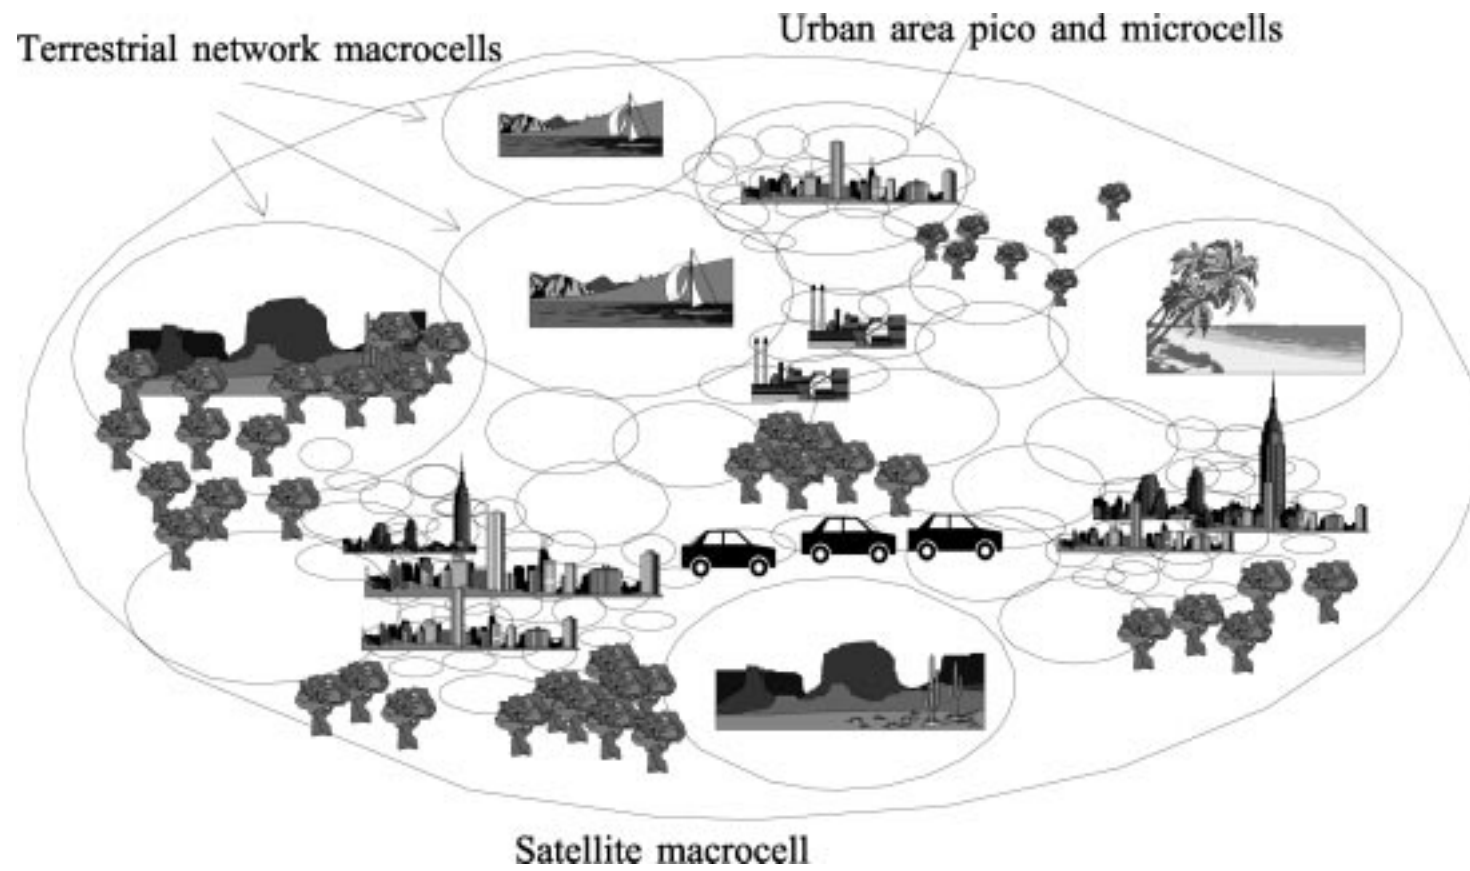 Terrestrial network macrocells
Urban area pico and microcells
Satellite macrocell